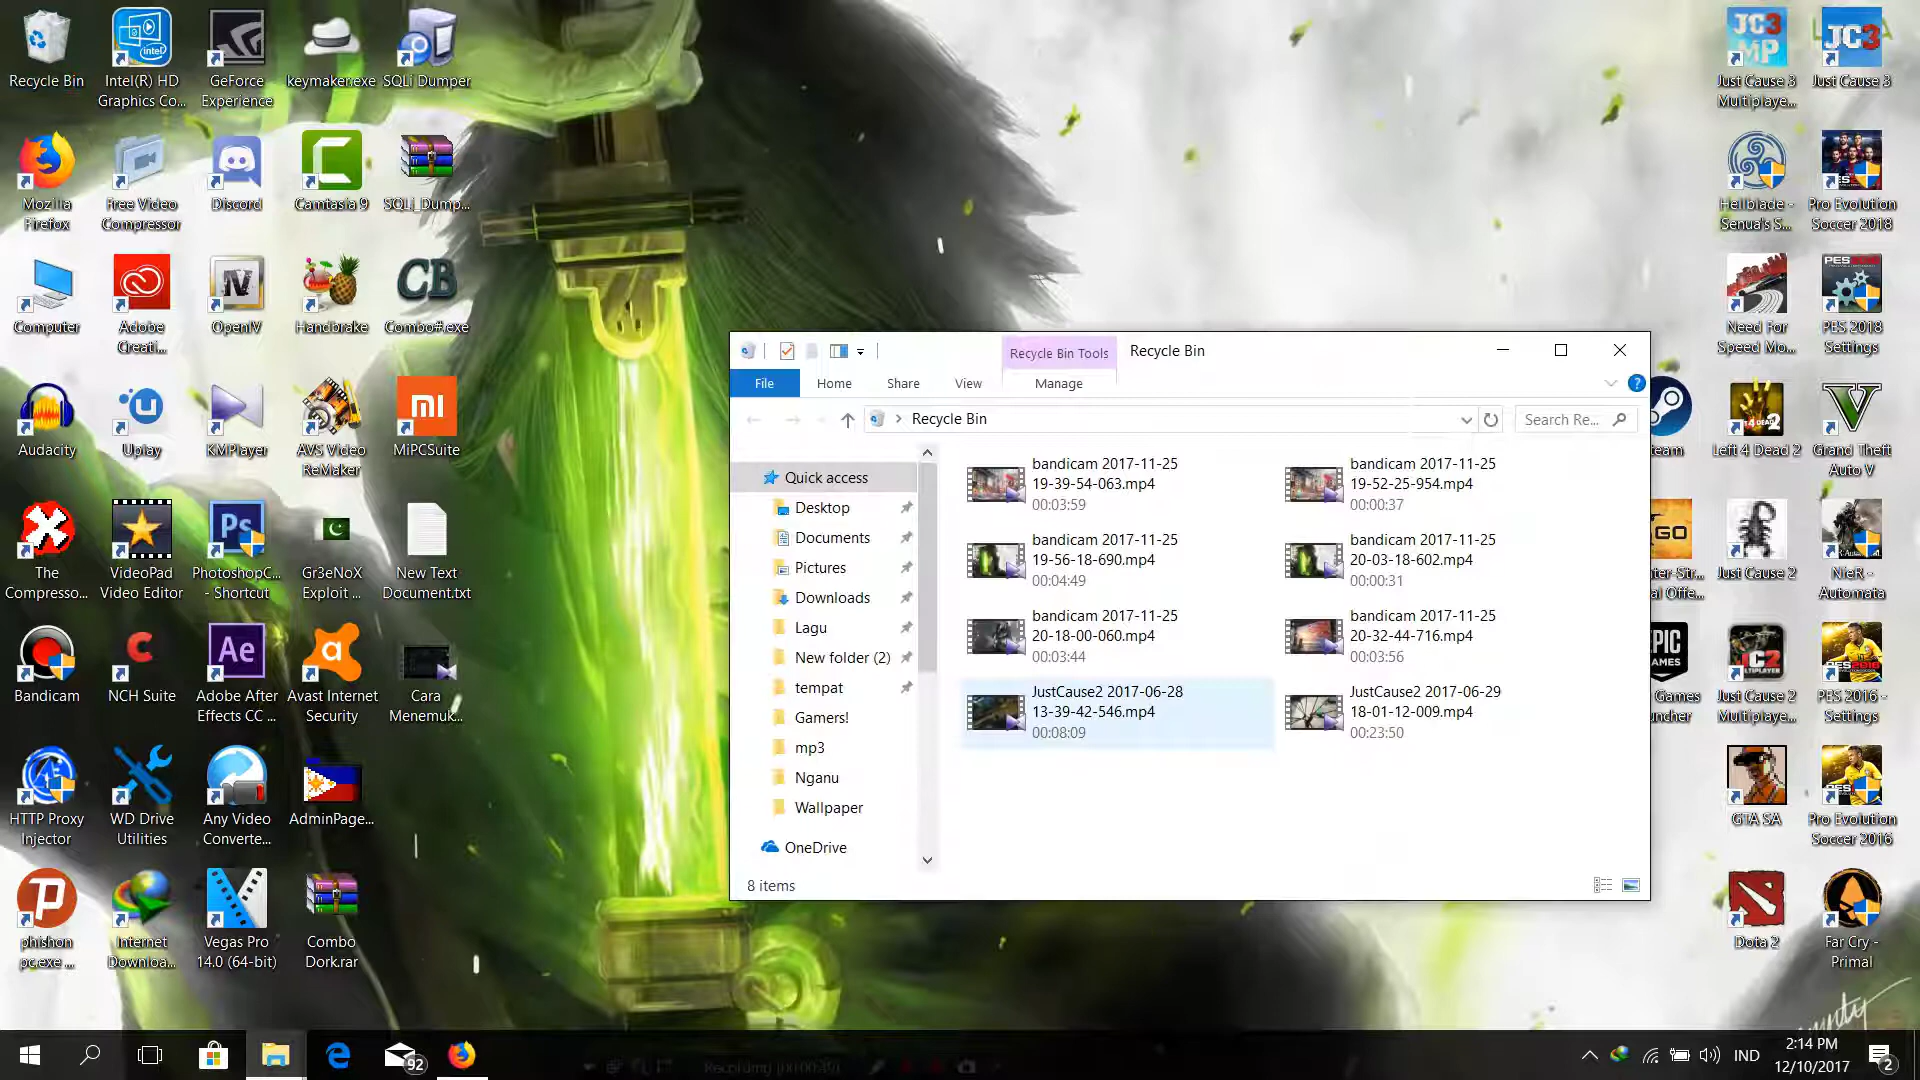 Recycle Bin
Intel(R) HD
Graphics Co...
GeForce
Experience
keymaker.exe
SQLi Dumper
Mozilla
Firefox
Free Video
Compressor
Discord
Camtasia 9
SQLi_Dump...
Computer
Adobe
Creati...
OpenIV
Handbrake
CB
Combo#.exe
Audacity
Uplay
KMPlayer
AVS Video
ReMaker
MiPCSuite
The
Compresso...
VideoPad
Video Editor
PhotoshopC...
- Shortcut
Gr3eNoX
Exploit ...
New Text
Document.txt
Bandicam
NCH Suite
Adobe After
Effects CC ...
Avast Internet
Security
Cara
Menemuk...
HTTP Proxy
Injector
WD Drive
Utilities
Any Video
Converte...
AdminPage...
phishon
pc.exe ...
Internet
Downloa...
Vegas Pro
14.0 (64-bit)
Combo
Dork.rar
Recycle Bin Tools
Recycle Bin
File
Home
Share
View
Manage
Recycle Bin
Search Re...
Quick access
Desktop
Documents
Pictures
Downloads
Lagu
New folder (2)
tempat
Gamers!
mp3
Nganu
Wallpaper
OneDrive
bandicam 2017-11-25
19-39-54-063.mp4
00:03:59
bandicam 2017-11-25
19-52-25-954.mp4
00:00:37
bandicam 2017-11-25
19-56-18-690.mp4
00:04:49
bandicam 2017-11-25
20-03-18-602.mp4
00:00:31
bandicam 2017-11-25
20-18-00-060.mp4
00:03:44
bandicam 2017-11-25
20-32-44-716.mp4
00:03:56
JustCause2 2017-06-28
13-39-42-546.mp4
00:08:09
JustCause2 2017-06-29
18-01-12-009.mp4
00:23:50
8 items
Just Cause 3
Multiplaye...
Just Cause 3
Hellblade -
Senua's S...
Pro Evolution
Soccer 2018
Need For
Speed Mo...
PES 2018
Settings
team
Left 4 Dead 2
Grand Theft
Auto V
nter-Str...
al Offe...
Just Cause 2
NieR -
Automata
Games
uncher
Just Cause 2
Multiplaye...
PES 2016 -
Settings
GTA SA
Pro Evolution
Soccer 2016
Dota 2
Far Cry -
Primal
92
IND
2:14 PM
12/10/2017
2